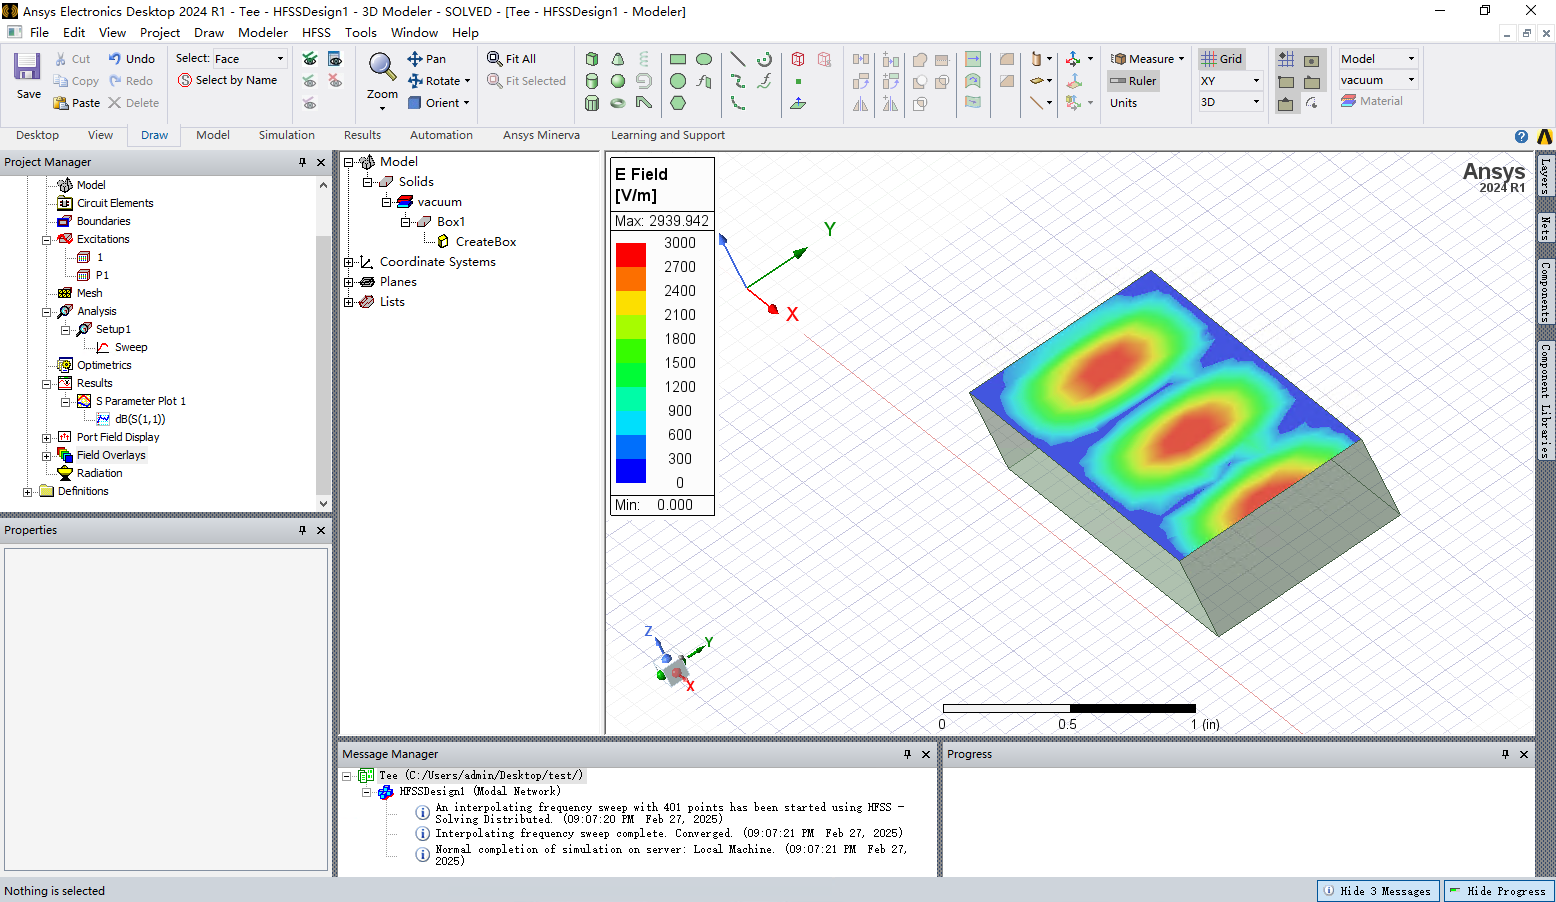 Ansys Electronics Desktop 2024 R1 - Tee - HFSSDesign1 - 3D Modeler - SOLVED - [Tee - HFSSDesign1 - Modeler]
File Edit View Project Draw Modeler HFSS Tools Window Help
Save
Cut
Copy
Paste
Undo
Redo
Delete
Select: Face
Select by Name
Zoom
Pan
Rotate
Orient
Fit All
Fit Selected
Measure
Ruler
Units
Grid
XY
3D
Model
vacuum
Material
Desktop View Draw Model Simulation Results Automation Ansys Minerva Learning and Support
Project Manager
Model
Circuit Elements
Boundaries
Excitations
1
P1
Mesh
Analysis
Setup1
Sweep
Optimetrics
Results
S Parameter Plot 1
dB(S(1,1))
Port Field Display
Field Overlays
Radiation
Definitions
Properties
Model
Solids
vacuum
Box1
CreateBox
Coordinate Systems
Planes
Lists
E Field
[V/m]
Max: 2939.942
3000
2700
2400
2100
1800
1500
1200
900
600
300
0
Min: 0.000
Y
X
Ansys
2024 R1
Z
Y
X
0 0.5 1 (in)
Layers
Nets
Components
Component Libraries
Message Manager
Tee (C:/Users/admin/Desktop/test/)
HFSSDesign1 (Modal Network)
An interpolating frequency sweep with 401 points has been started using HFSS -
Solving Distributed. (09:07:20 PM Feb 27, 2025)
Interpolating frequency sweep complete. Converged. (09:07:21 PM Feb 27, 2025)
Normal completion of simulation on server: Local Machine. (09:07:21 PM Feb 27,
2025)
Progress
Nothing is selected
Hide 3 Messages
Hide Progress